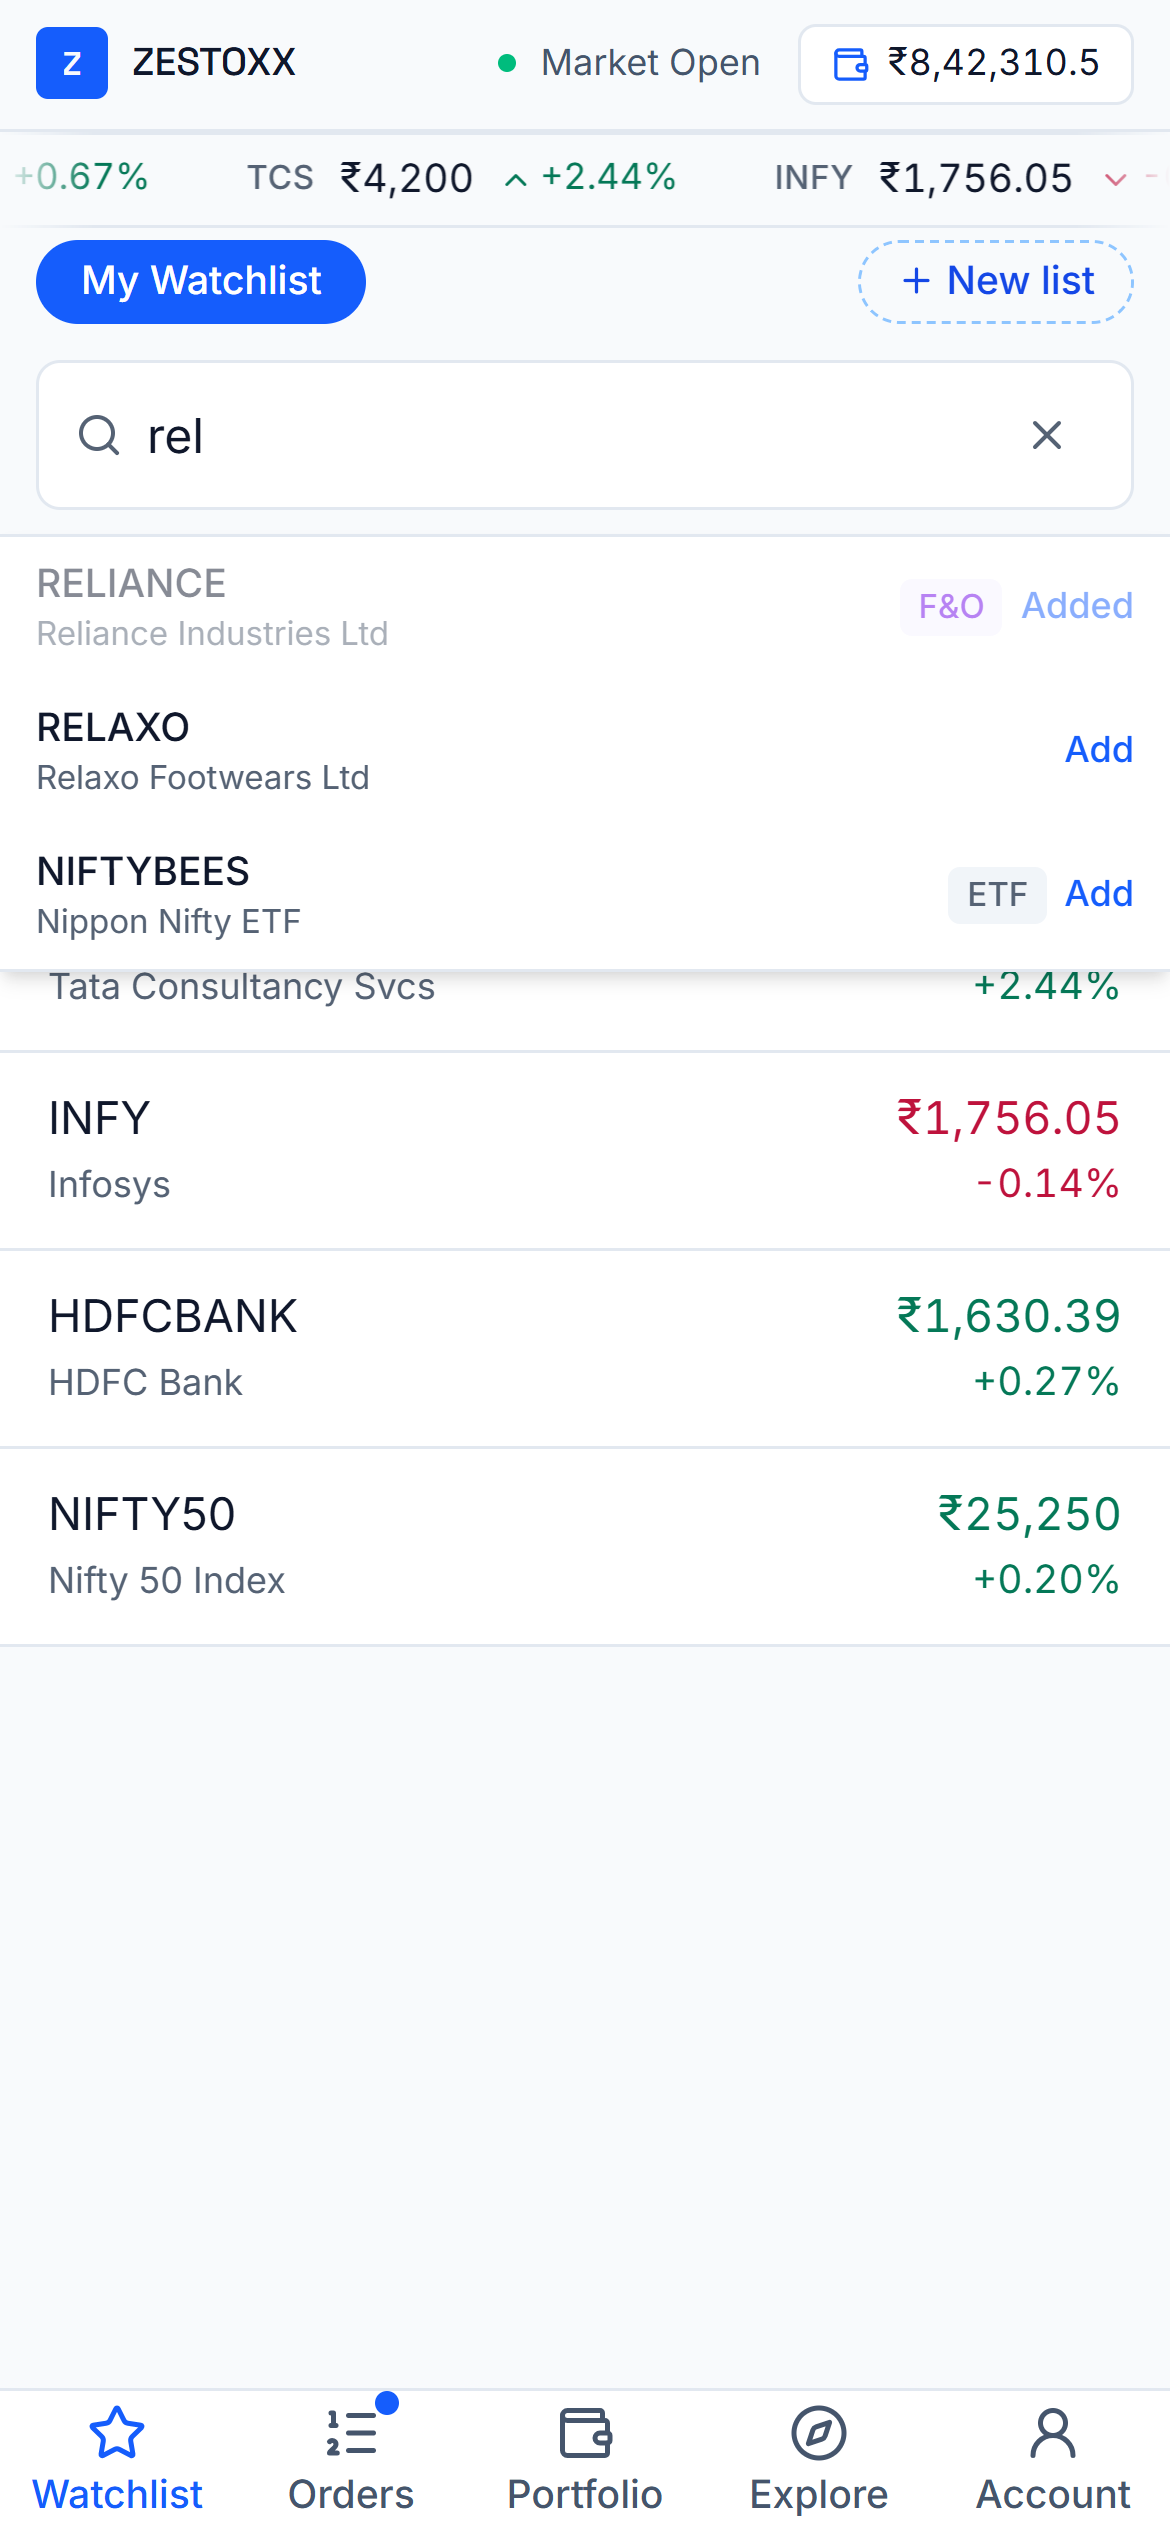 Z ZESTOXX Market Open ₹8,42,310.5
+0.67% TCS ₹4,200 +2.44% INFY ₹1,756.05 -
My Watchlist + New list
rel
RELIANCE
Reliance Industries Ltd
F&O Added
RELAXO
Relaxo Footwears Ltd
Add
NIFTYBEES
Nippon Nifty ETF
ETF Add
Tata Consultancy Svcs +2.44%
INFY ₹1,756.05
Infosys -0.14%
HDFCBANK ₹1,630.39
HDFC Bank +0.27%
NIFTY50 ₹25,250
Nifty 50 Index +0.20%
Watchlist Orders Portfolio Explore Account